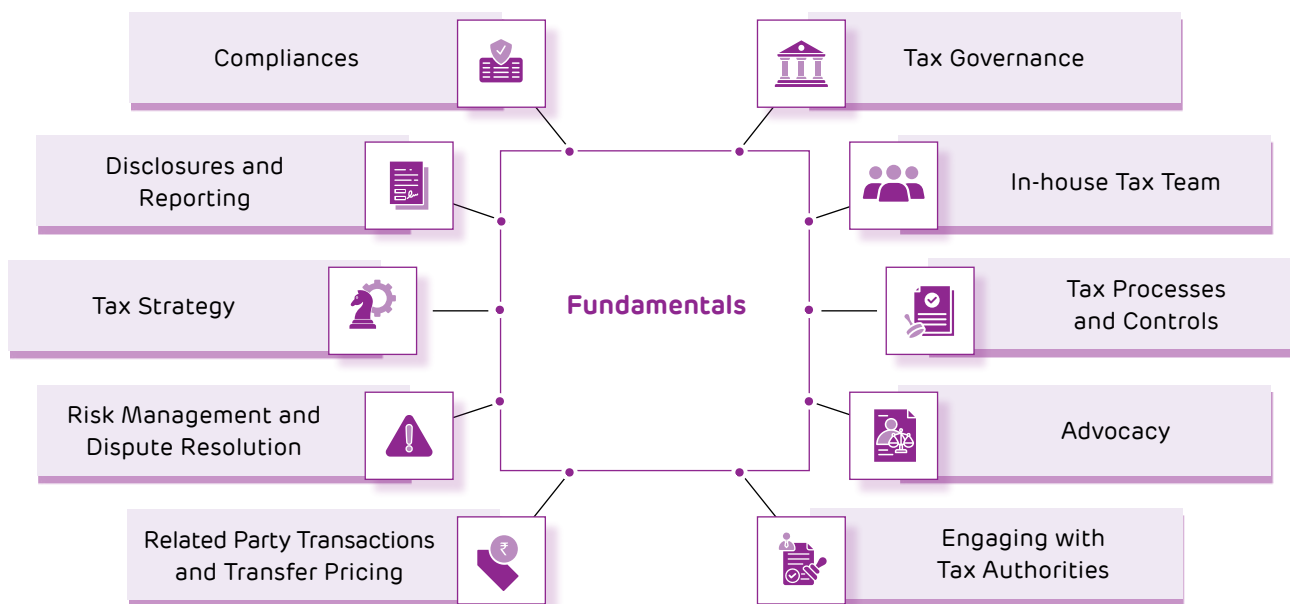 Compliances
Tax Governance
Disclosures and
Reporting
In-house Tax Team
Tax Strategy
Fundamentals
Tax Processes
and Controls
Risk Management and
Dispute Resolution
Advocacy
Related Party Transactions
and Transfer Pricing
₹
Engaging with
Tax Authorities